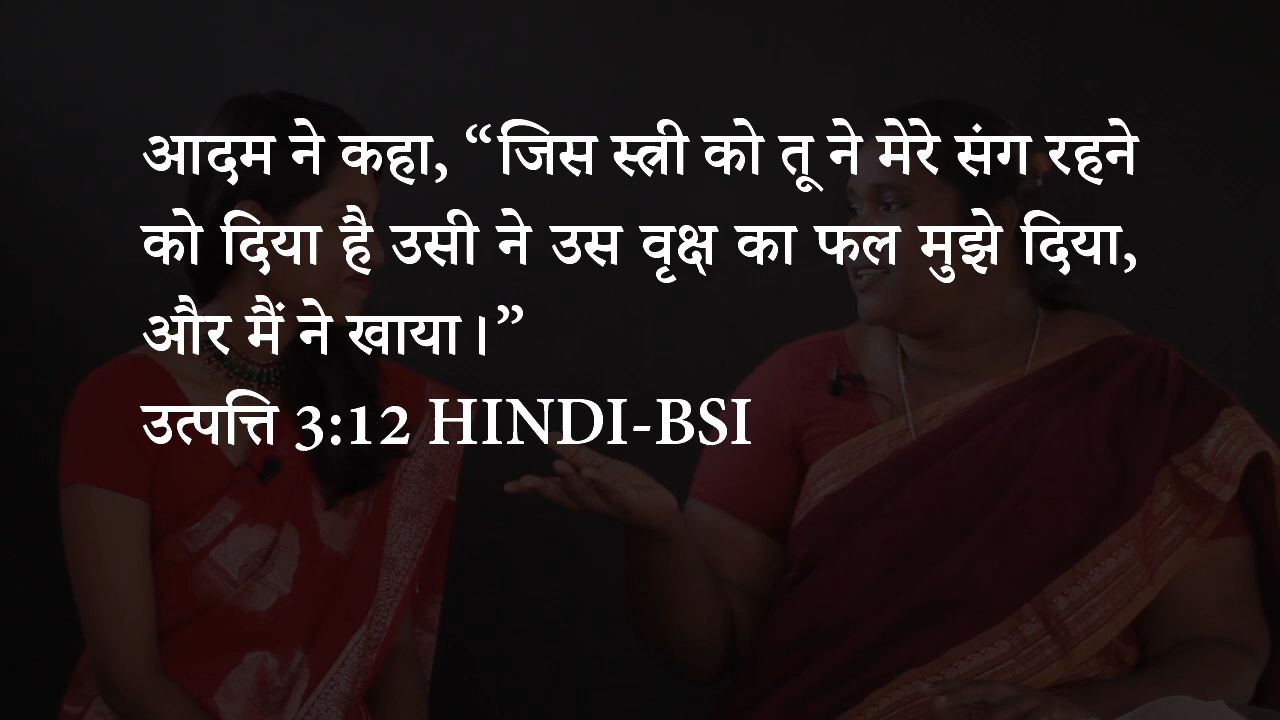 आदम ने कहा, “जिस स्त्री को तू ने मेरे संग रहने
को दिया है उसी ने उस वृक्ष का फल मुझे दिया,
और मैं ने खाया।”
उत्पत्ति 3:12 HINDI-BSI